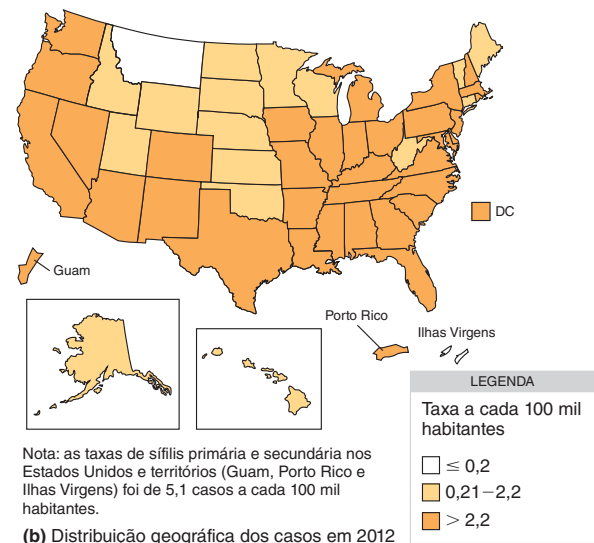 DC
Guam
Porto Rico
Ilhas Virgens
LEGENDA
Taxa a cada 100 mil
habitantes
≤ 0,2
0,21–2,2
> 2,2
Nota: as taxas de sífilis primária e secundária nos
Estados Unidos e territórios (Guam, Porto Rico e
Ilhas Virgens) foi de 5,1 casos a cada 100 mil
habitantes.
(b) Distribuição geográfica dos casos em 2012